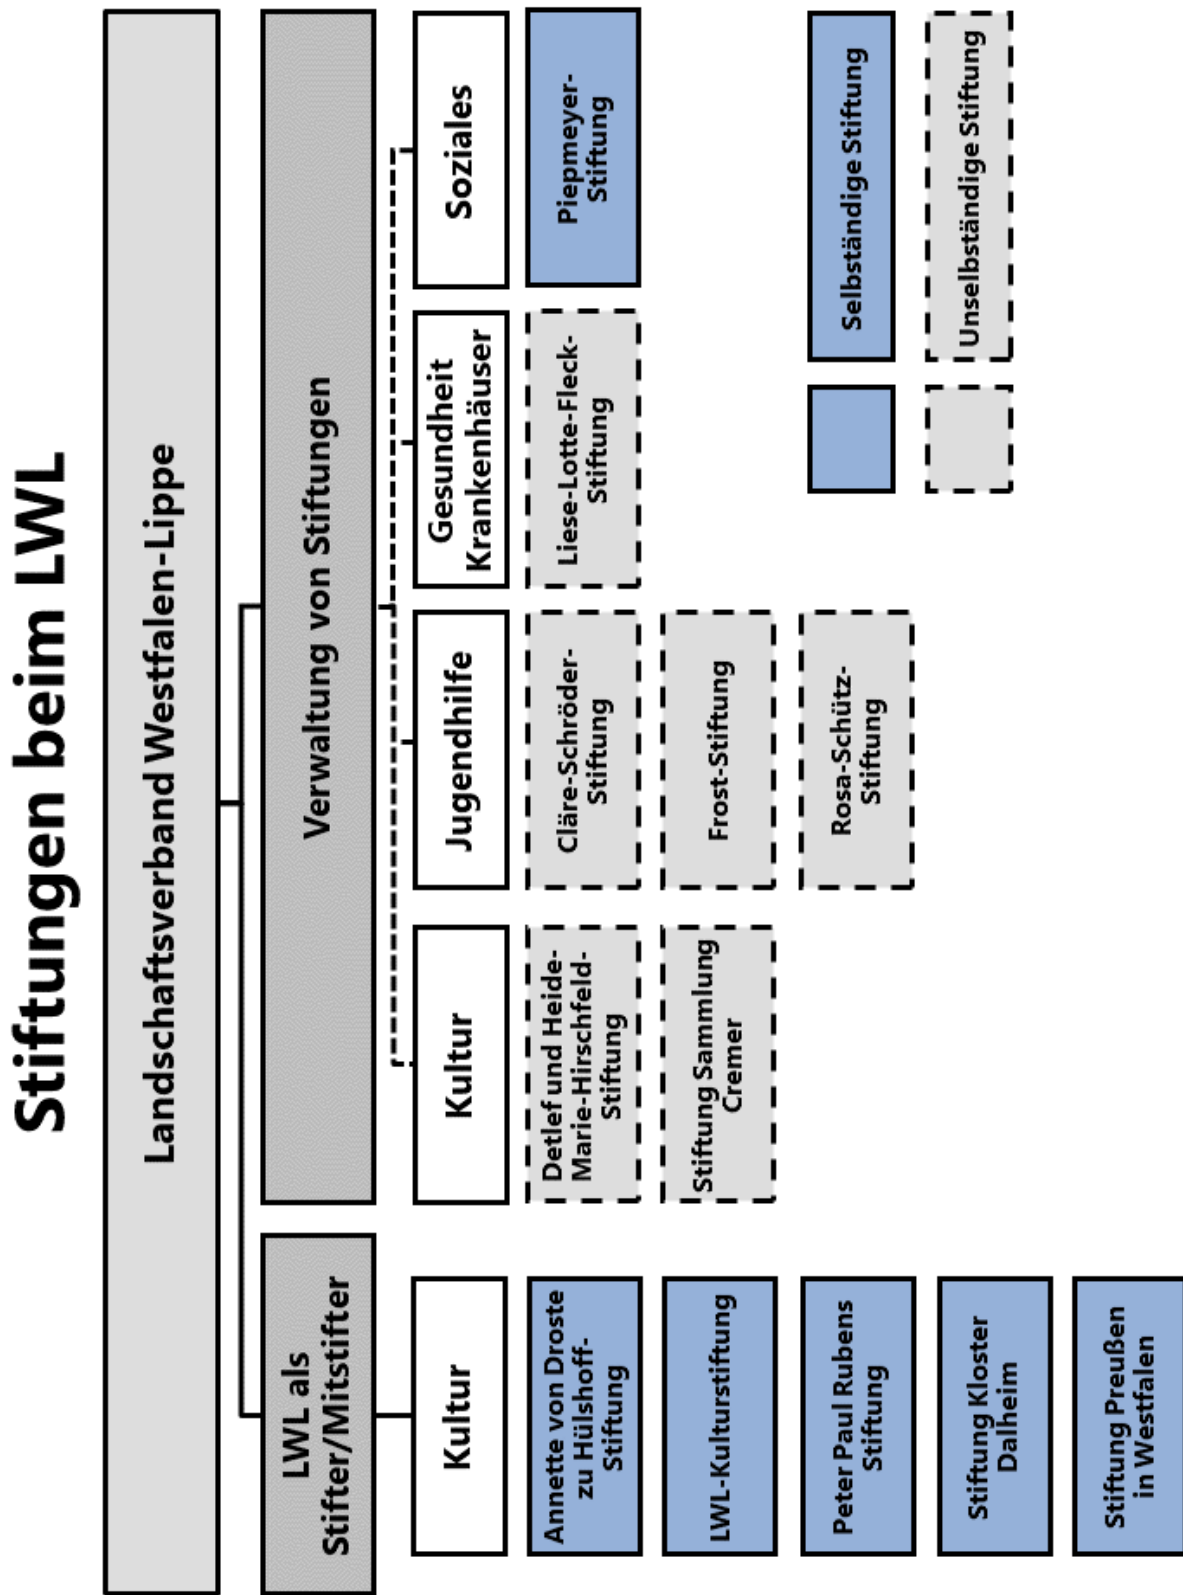 Stiftungen beim LWL
Landschaftsverband Westfalen-Lippe
LWL als
Stifter/Mitstifter
Verwaltung von Stiftungen
Kultur
Kultur
Jugendhilfe
Gesundheit
Krankenhäuser
Soziales
Annette von Droste
zu Hülshoff-
Stiftung
Detlef und Heide-
Marie-Hirschfeld-
Stiftung
Cläre-Schröder-
Stiftung
Liese-Lotte-Fleck-
Stiftung
Piepmeyer-
Stiftung
LWL-Kulturstiftung
Stiftung Sammlung
Cremer
Frost-Stiftung
Peter Paul Rubens
Stiftung
Rosa-Schütz-
Stiftung
Selbständige Stiftung
Stiftung Kloster
Dalheim
Unselbständige Stiftung
Stiftung Preußen
in Westfalen